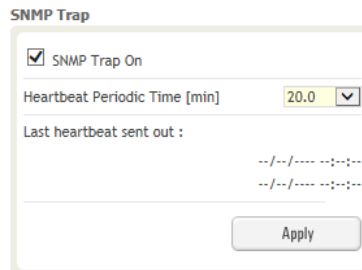 SNMP Trap
SNMP Trap On
Heartbeat Periodic Time [min] 20.0
Last heartbeat sent out :
--/--/---- --:--:--
--/--/---- --:--:--
Apply